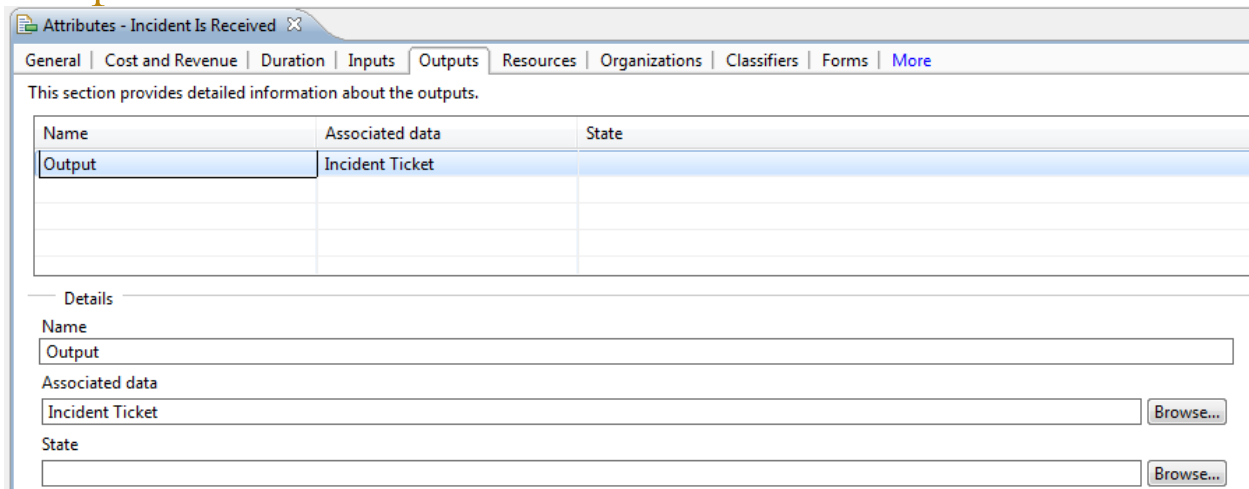 Attributes - Incident Is Received
General | Cost and Revenue | Duration | Inputs | Outputs | Resources | Organizations | Classifiers | Forms | More
This section provides detailed information about the outputs.
Name Associated data State
Output Incident Ticket
Details
Name
Output
Associated data
Incident Ticket Browse...
State
Browse...